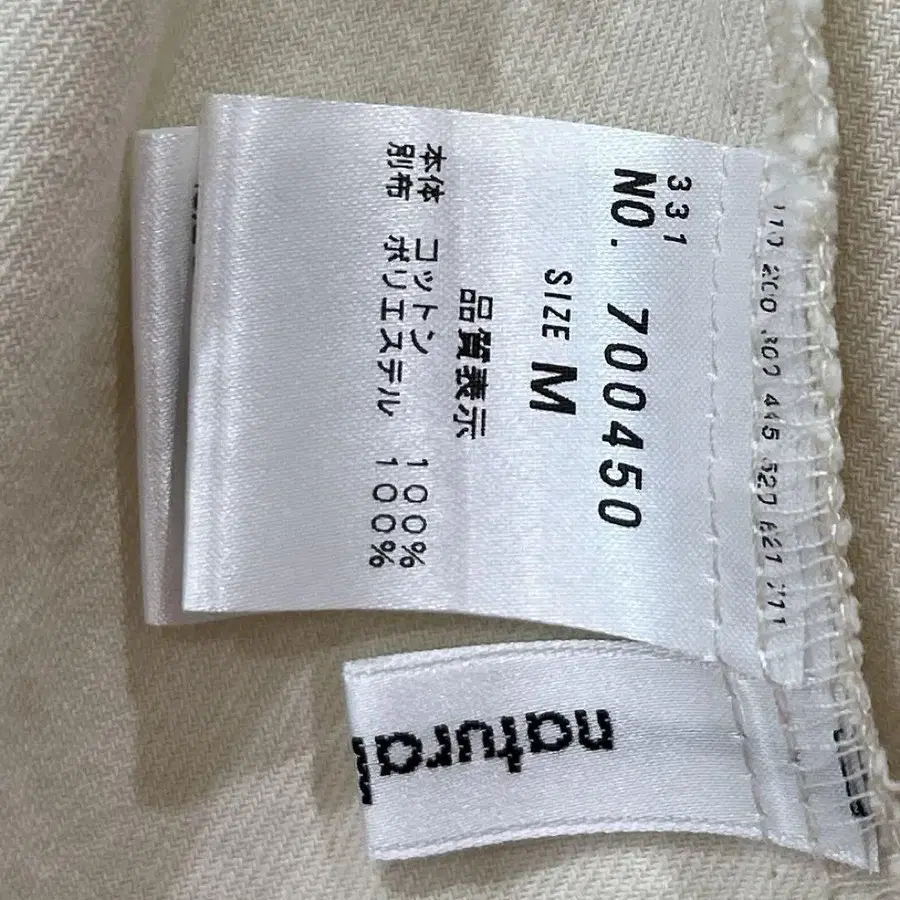 331
NO. 700450
SIZE M
品質表示
本体 コットン 100%
別布 ポリエステル 100%
natural